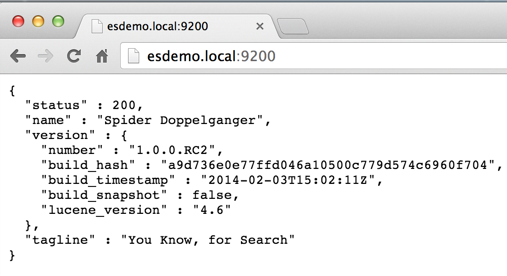 esdemo.local:9200
esdemo.local:9200
{
  "status" : 200,
  "name" : "Spider Doppelganger",
  "version" : {
    "number" : "1.0.0.RC2",
    "build_hash" : "a9d736e0e77ffd046a10500c779d574c6960f704",
    "build_timestamp" : "2014-02-03T15:02:11Z",
    "build_snapshot" : false,
    "lucene_version" : "4.6"
  },
  "tagline" : "You Know, for Search"
}